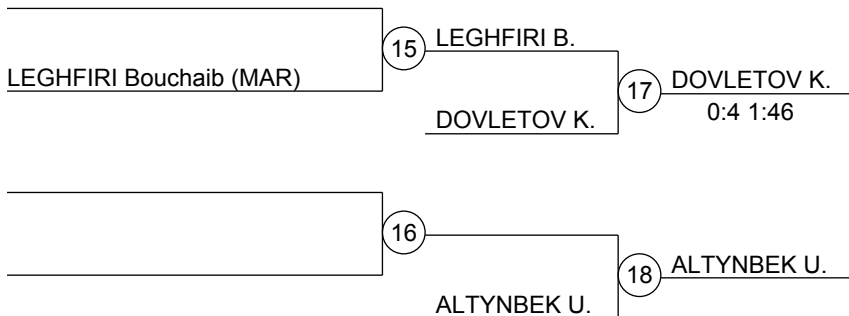 15
LEGHFIRI B.
LEGHFIRI Bouchaib (MAR)
17
DOVLETOV K.
0:4 1:46
DOVLETOV K.
16
18
ALTYNBEK U.
ALTYNBEK U.